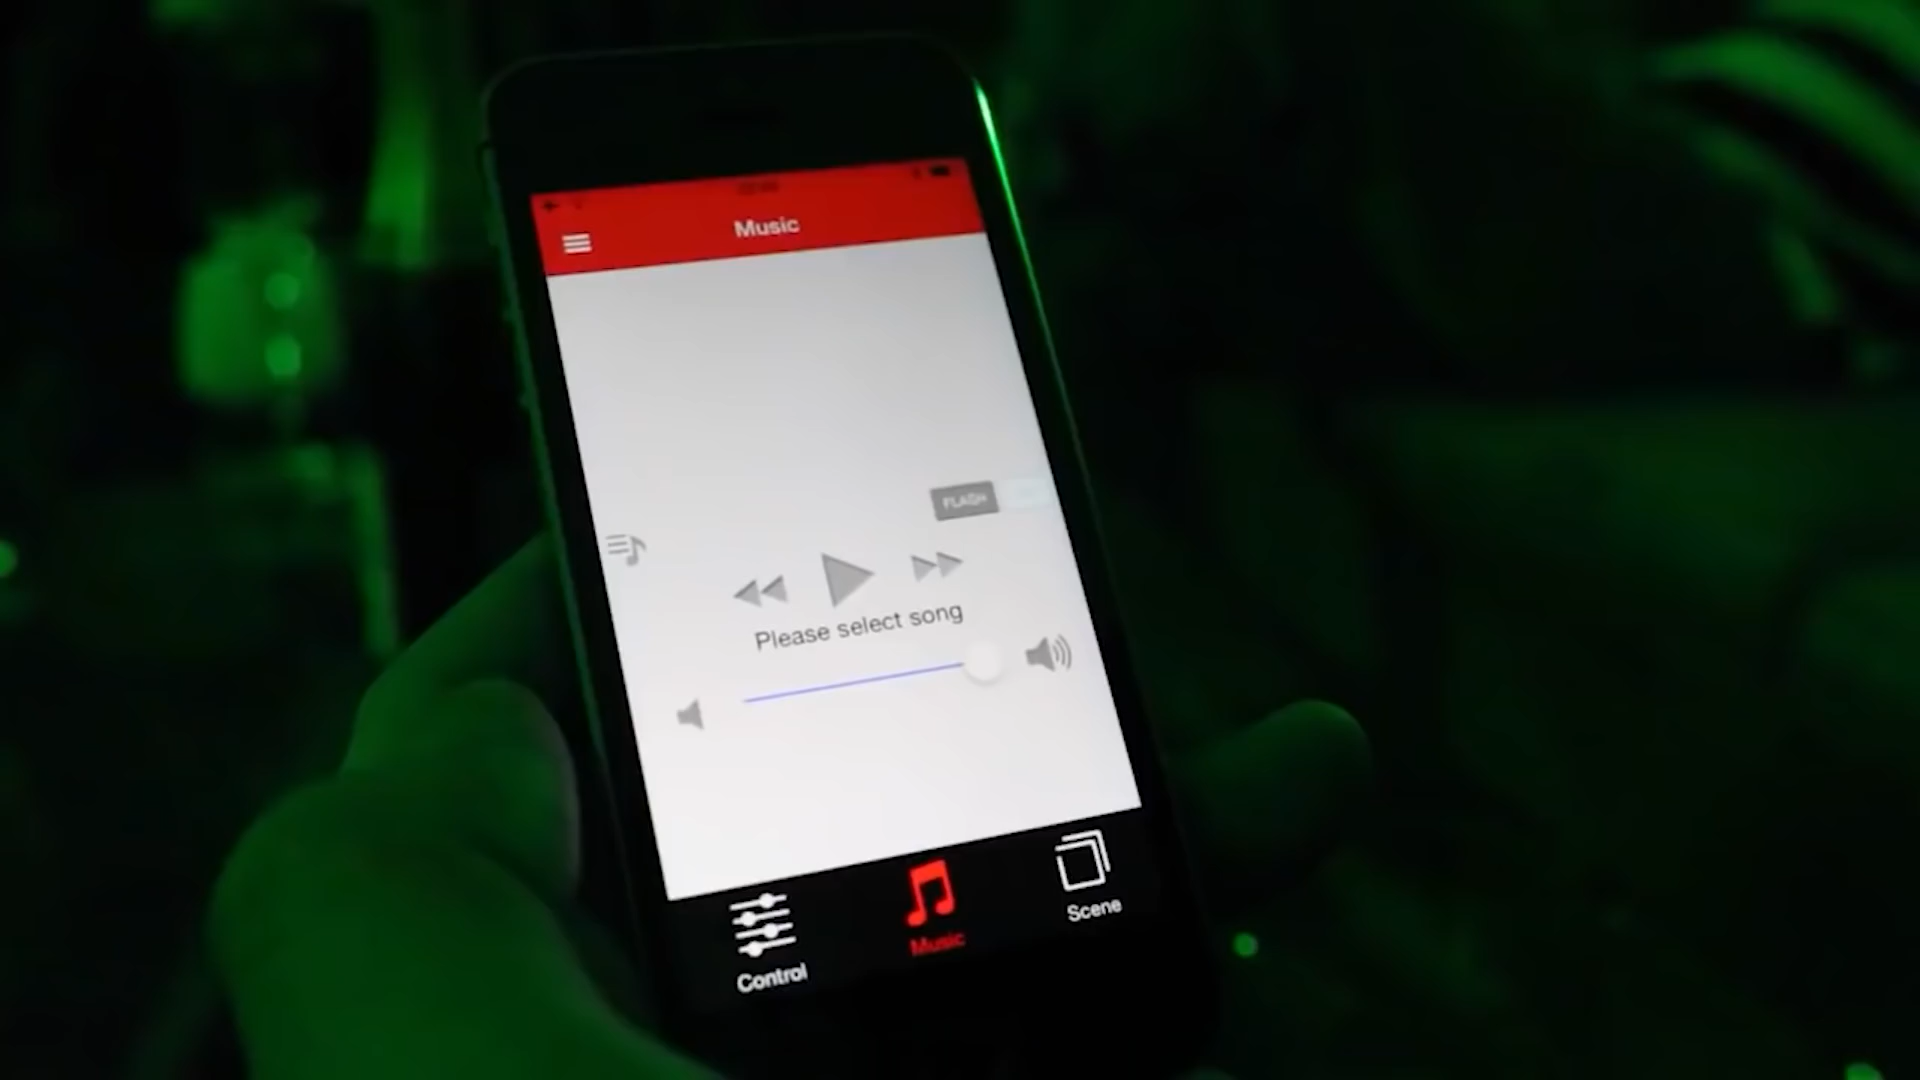 Music
FLASH
Please select song
Control
Music
Scene